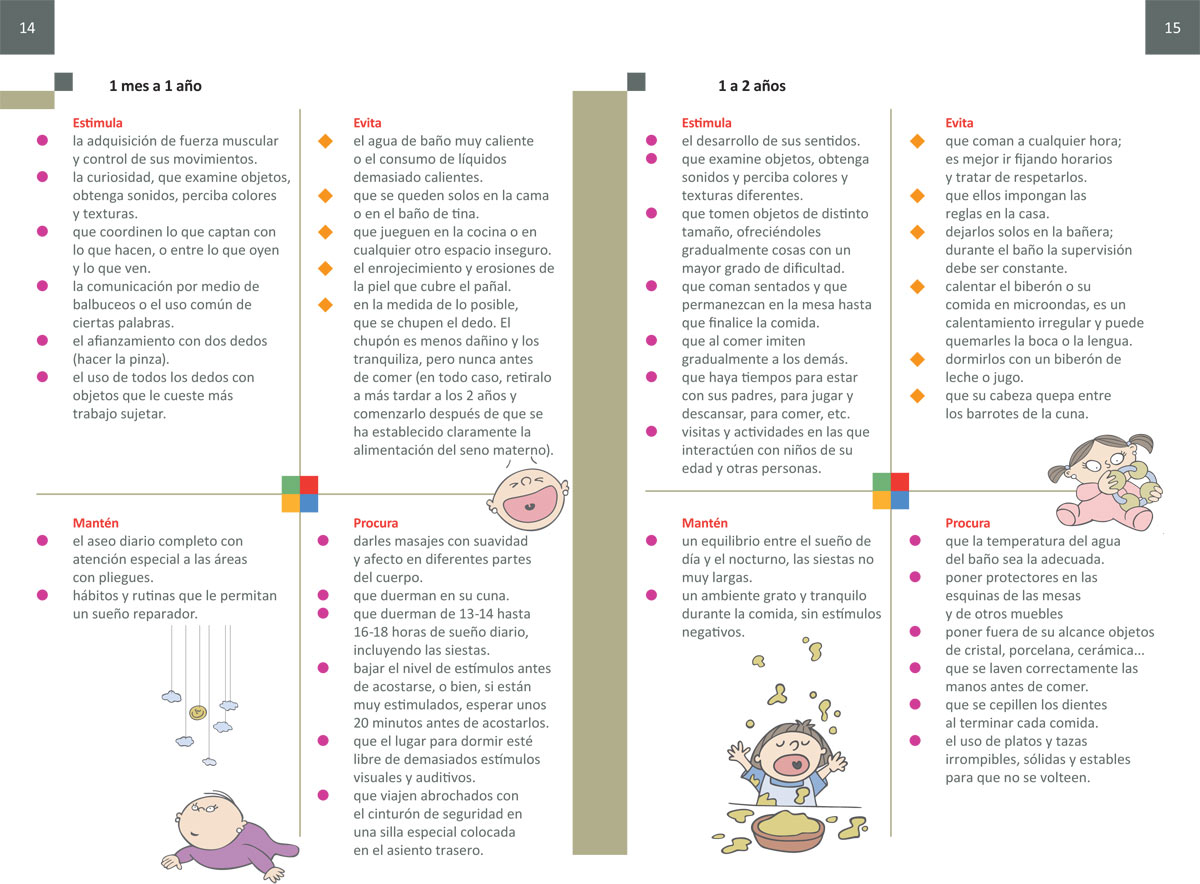 14
1 mes a 1 año
Estimula
la adquisición de fuerza muscular
y control de sus movimientos.
la curiosidad, que examine objetos,
obtenga sonidos, perciba colores
y texturas.
que coordinen lo que captan con
lo que hacen, o entre lo que oyen
y lo que ven.
la comunicación por medio de
balbuceos o el uso común de
ciertas palabras.
el afianzamiento con dos dedos
(hacer la pinza).
el uso de todos los dedos con
objetos que le cueste más
trabajo sujetar.
Evita
el agua de baño muy caliente
o el consumo de líquidos
demasiado calientes.
que se queden solos en la cama
o en el baño de tina.
que jueguen en la cocina o en
cualquier otro espacio inseguro.
el enrojecimiento y erosiones de
la piel que cubre el pañal.
en la medida de lo posible,
que se chupen el dedo. El
chupón es menos dañino y los
tranquiliza, pero nunca antes
de comer (en todo caso, retíralo
a más tardar a los 2 años y
comenzarlo después de que se
ha establecido claramente la
alimentación del seno materno).
Mantén
el aseo diario completo con
atención especial a las áreas
con pliegues.
hábitos y rutinas que le permitan
un sueño reparador.
Procura
darles masajes con suavidad
y afecto en diferentes partes
del cuerpo.
que duerman en su cuna.
que duerman de 13-14 hasta
16-18 horas de sueño diario,
incluyendo las siestas.
bajar el nivel de estímulos antes
de acostarse, o bien, si están
muy estimulados, esperar unos
20 minutos antes de acostarlos.
que el lugar para dormir esté
libre de demasiados estímulos
visuales y auditivos.
que viajen abrochados con
el cinturón de seguridad en
una silla especial colocada
en el asiento trasero.
15
1 a 2 años
Estimula
el desarrollo de sus sentidos.
que examine objetos, obtenga
sonidos y perciba colores y
texturas diferentes.
que tomen objetos de distinto
tamaño, ofreciéndoles
gradualmente cosas con un
mayor grado de dificultad.
que coman sentados y que
permanezcan en la mesa hasta
que finalice la comida.
que al comer imiten
gradualmente a los demás.
que haya tiempos para estar
con sus padres, para jugar y
descansar, para comer, etc.
visitas y actividades en las que
interactúen con niños de su
edad y otras personas.
Evita
que coman a cualquier hora;
es mejor ir fijando horarios
y tratar de respetarlos.
que ellos impongan las
reglas en la casa.
dejarlos solos en la bañera;
durante el baño la supervisión
debe ser constante.
calentar el biberón o su
comida en microondas, es un
calentamiento irregular y puede
quemarles la boca o la lengua.
dormirlos con un biberón de
leche o jugo.
que su cabeza quepa entre
los barrotes de la cuna.
Mantén
un equilibrio entre el sueño de
día y el nocturno, las siestas no
muy largas.
un ambiente grato y tranquilo
durante la comida, sin estímulos
negativos.
Procura
que la temperatura del agua
del baño sea la adecuada.
poner protectores en las
esquinas de las mesas
y de otros muebles
poner fuera de su alcance objetos
de cristal, porcelana, cerámica...
que se laven correctamente las
manos antes de comer.
que se cepillen los dientes
al terminar cada comida.
el uso de platos y tazas
irrompibles, sólidas y estables
para que no se volteen.